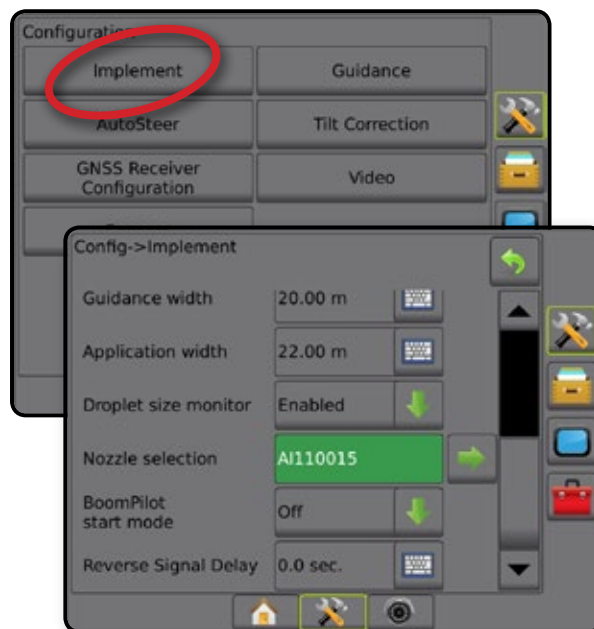 Configuration
Implement
Guidance
AutoSteer
Tilt Correction
GNSS Receiver
Configuration
Video
Config->Implement
Guidance width
20.00 m
Application width
22.00 m
Droplet size monitor
Enabled
Nozzle selection
AI110015
BoomPilot
start mode
Off
Reverse Signal Delay
0.0 sec.